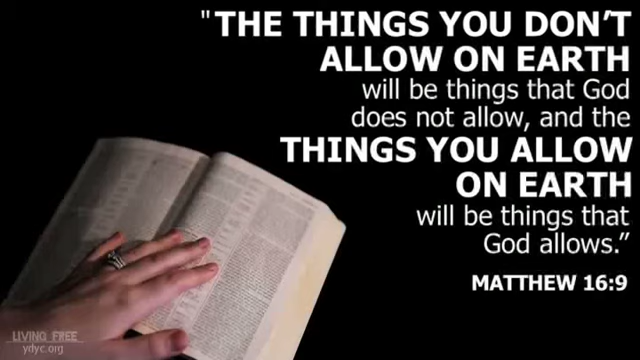 "THE THINGS YOU DON'T
ALLOW ON EARTH
will be things that God
does not allow, and the
THINGS YOU ALLOW
ON EARTH
will be things that
God allows.”
MATTHEW 16:9
LIVING FREE
ydyc.org